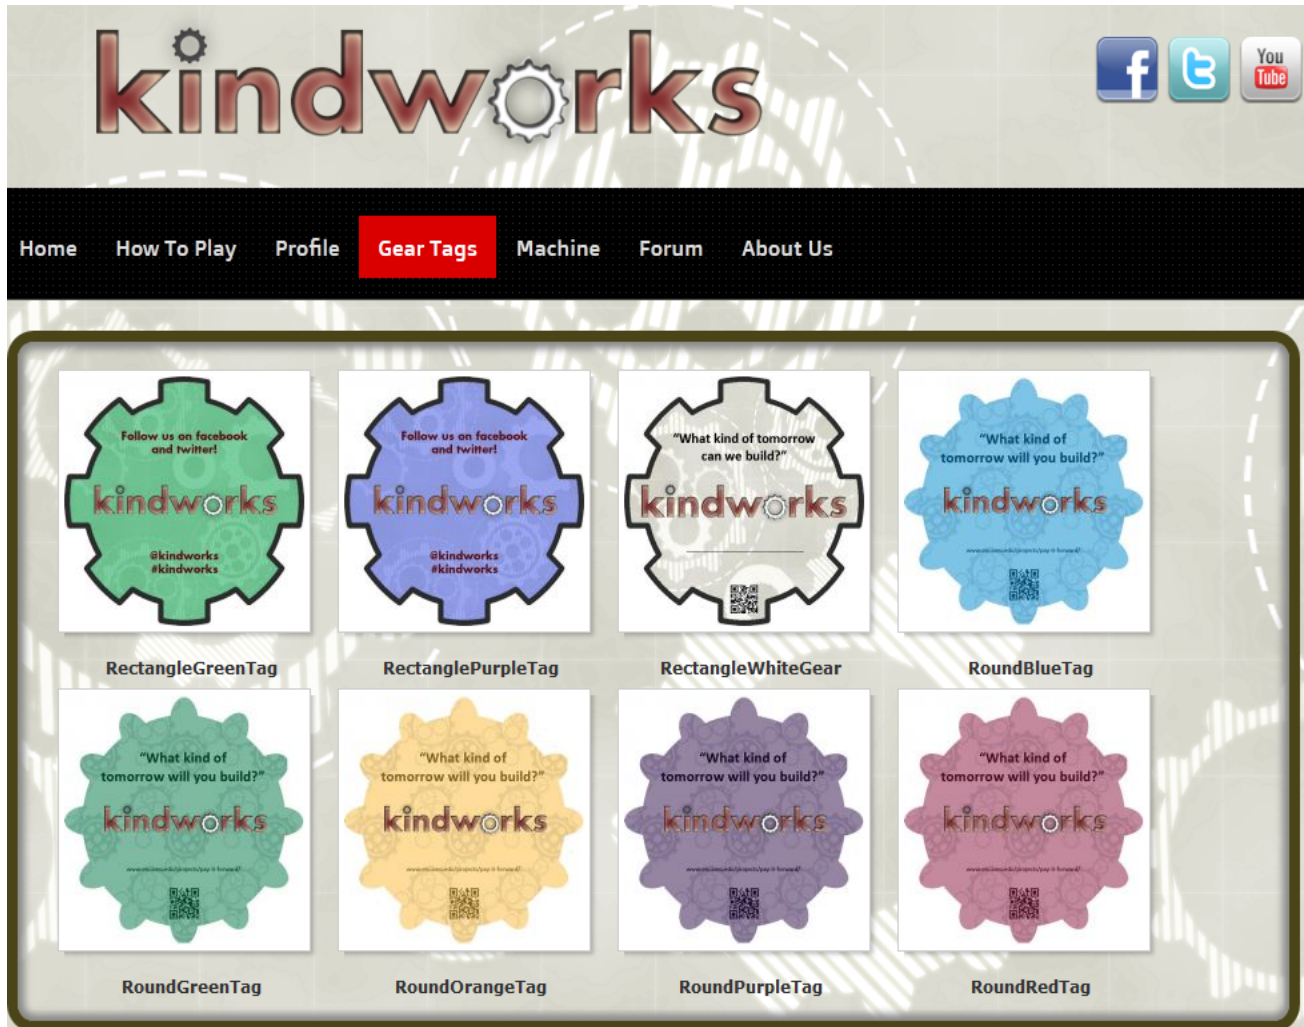 kindworks
You
Tube
Home How To Play Profile Gear Tags Machine Forum About Us
Follow us on facebook
and twitter!
kindworks
@kindworks
#kindworks
RectangleGreenTag
Follow us on facebook
and twitter!
kindworks
@kindworks
#kindworks
RectanglePurpleTag
“What kind of tomorrow
can we build?”
kindworks
RectangleWhiteGear
“What kind of
tomorrow will you build?”
kindworks
RoundBlueTag
“What kind of
tomorrow will you build?”
kindworks
RoundGreenTag
“What kind of
tomorrow will you build?”
kindworks
RoundOrangeTag
“What kind of
tomorrow will you build?”
kindworks
RoundPurpleTag
“What kind of
tomorrow will you build?”
kindworks
RoundRedTag